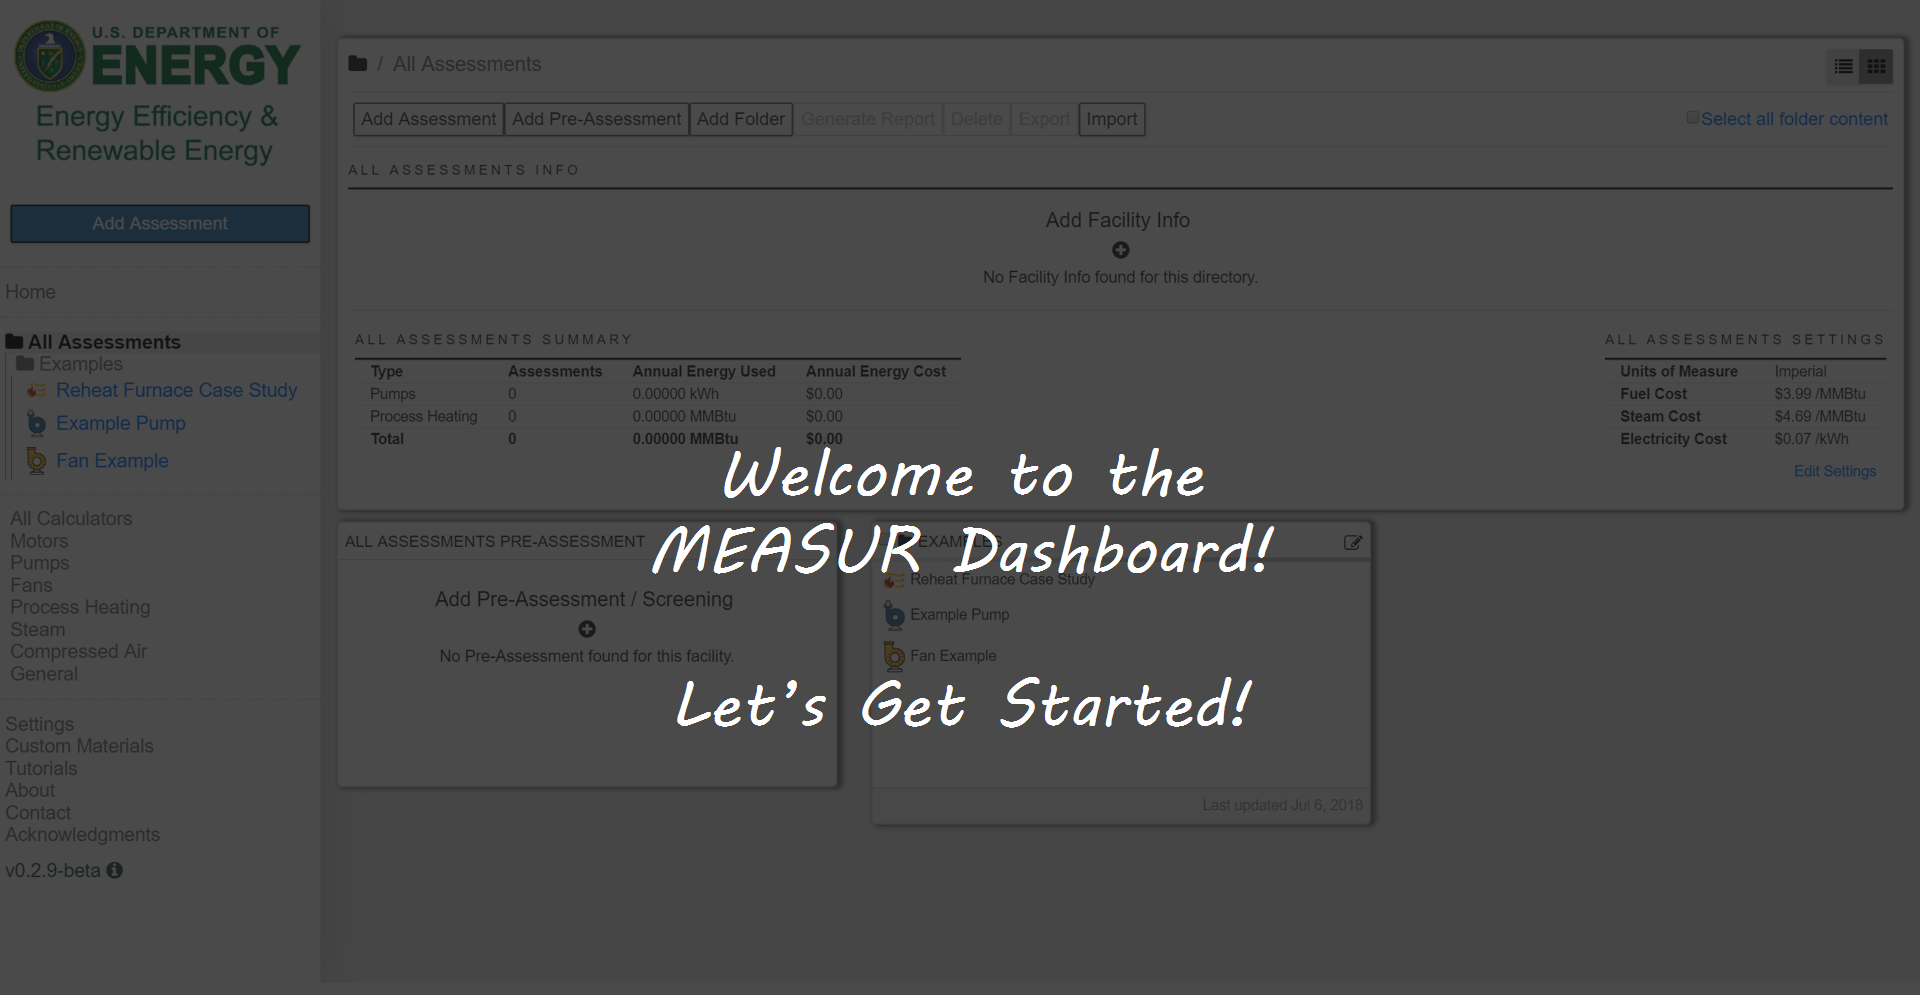 U.S. DEPARTMENT OF
ENERGY
Energy Efficiency &
Renewable Energy
Add Assessment
Home
All Assessments
Examples
Reheat Furnace Case Study
Example Pump
Fan Example
All Calculators
Motors
Pumps
Fans
Process Heating
Steam
Compressed Air
General
Settings
Custom Materials
Tutorials
About
Contact
Acknowledgments
v0.2.9-beta
/ All Assessments
Add Assessment Add Pre-Assessment Add Folder Generate Report Delete Export Import Select all folder content
ALL ASSESSMENTS INFO
Add Facility Info
No Facility Info found for this directory.
ALL ASSESSMENTS SUMMARY
Type Assessments Annual Energy Used Annual Energy Cost
Pumps 0 0.00000 kWh $0.00
Process Heating 0 0.00000 MMBtu $0.00
Total 0 0.00000 MMBtu $0.00
ALL ASSESSMENTS SETTINGS
Units of Measure Imperial
Fuel Cost $3.99 /MMBtu
Steam Cost $4.69 /MMBtu
Electricity Cost $0.07 /kWh
Edit Settings
Welcome to the
MEASUR Dashboard!
Let's Get Started!
ALL ASSESSMENTS PRE-ASSESSMENT
Add Pre-Assessment / Screening
No Pre-Assessment found for this facility.
EXAMPLES
Reheat Furnace Case Study
Example Pump
Fan Example
Last updated Jul 6, 2018